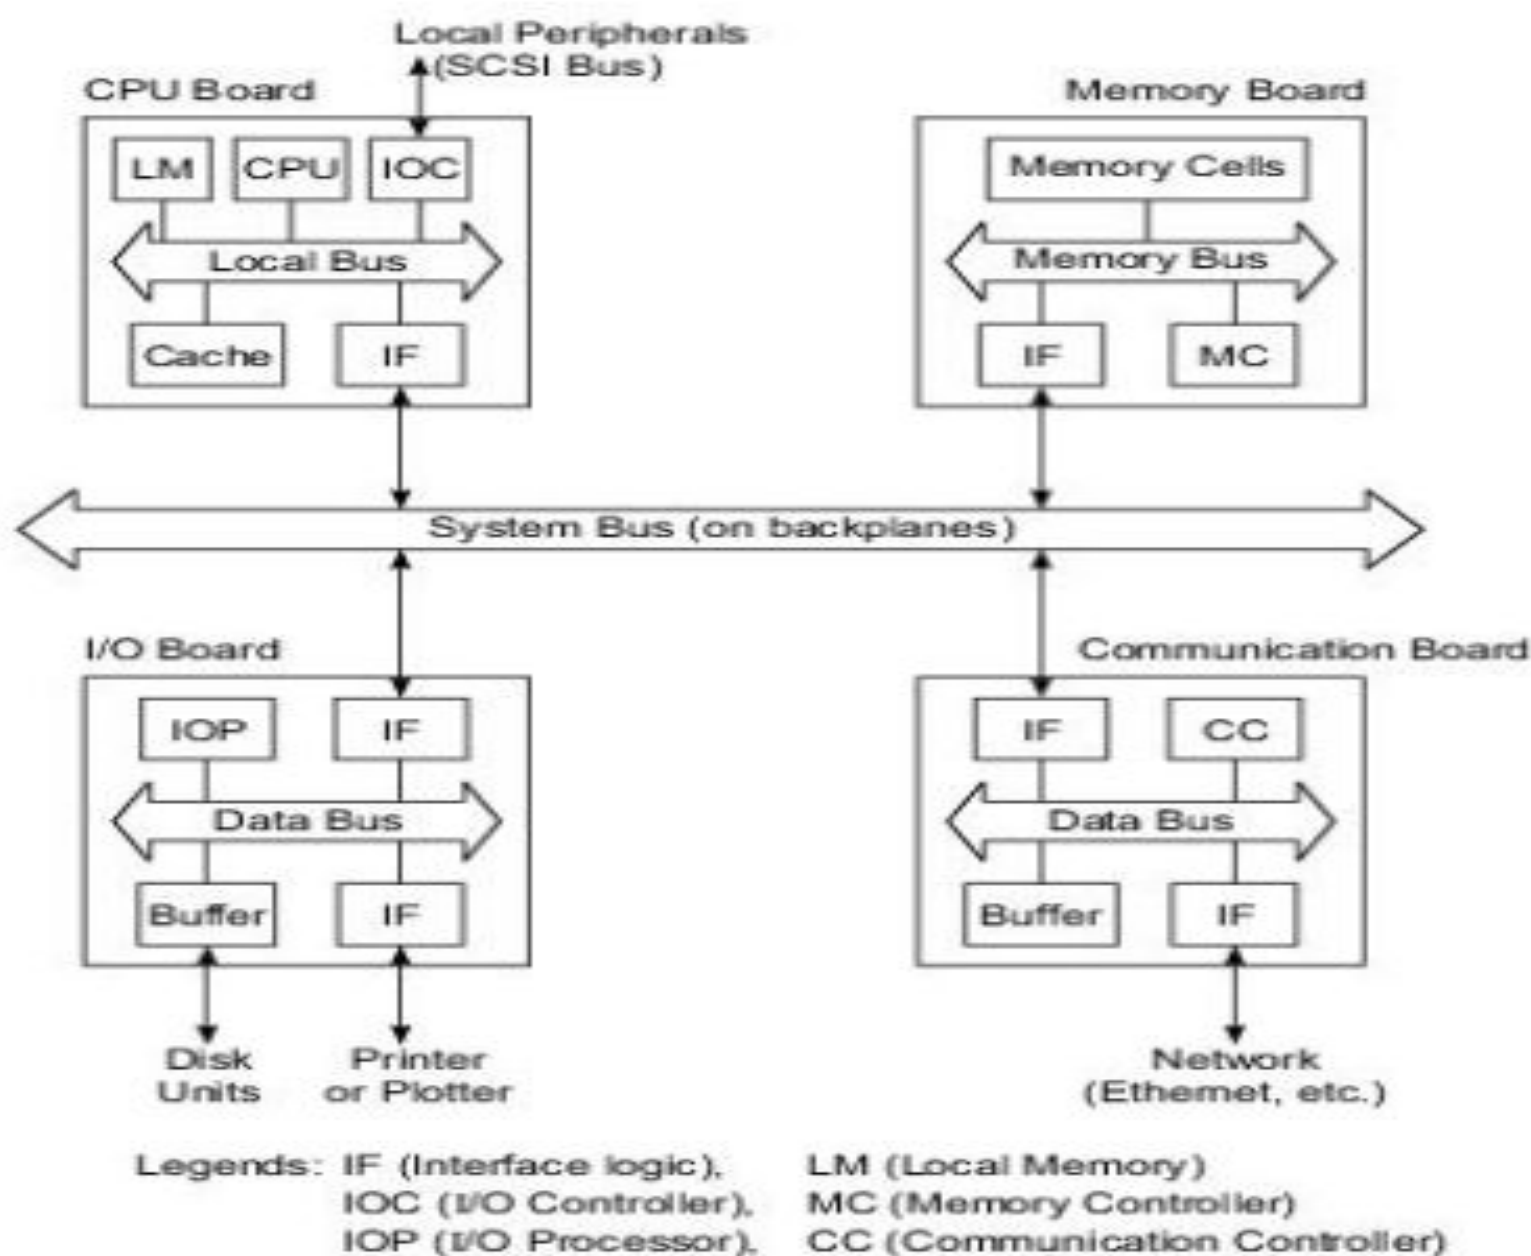 Local Peripherals
(SCSI Bus)
CPU Board
Memory Board
LM CPU IOC
Memory Cells
Local Bus
Memory Bus
Cache IF
IF MC
System Bus (on backplanes)
I/O Board
Communication Board
IOP IF
IF CC
Data Bus
Data Bus
Buffer IF
Buffer IF
Disk
Units
Printer
or Plotter
Network
(Ethernet, etc.)
Legends: IF (Interface logic), LM (Local Memory)
IOC (I/O Controller), MC (Memory Controller)
IOP (I/O Processor), CC (Communication Controller)